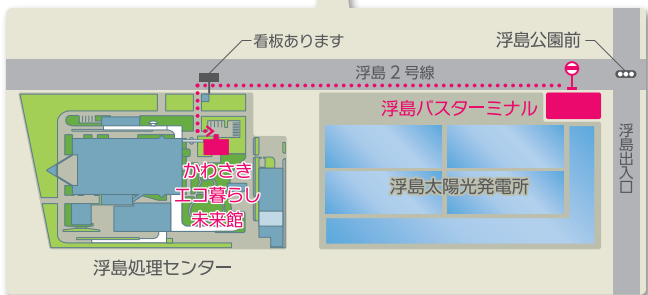 看板あります
浮島公園前
浮島2号線
浮島バスターミナル
浮島出入口
かわさき
エコ暮らし
未来館
浮島太陽光発電所
浮島処理センター